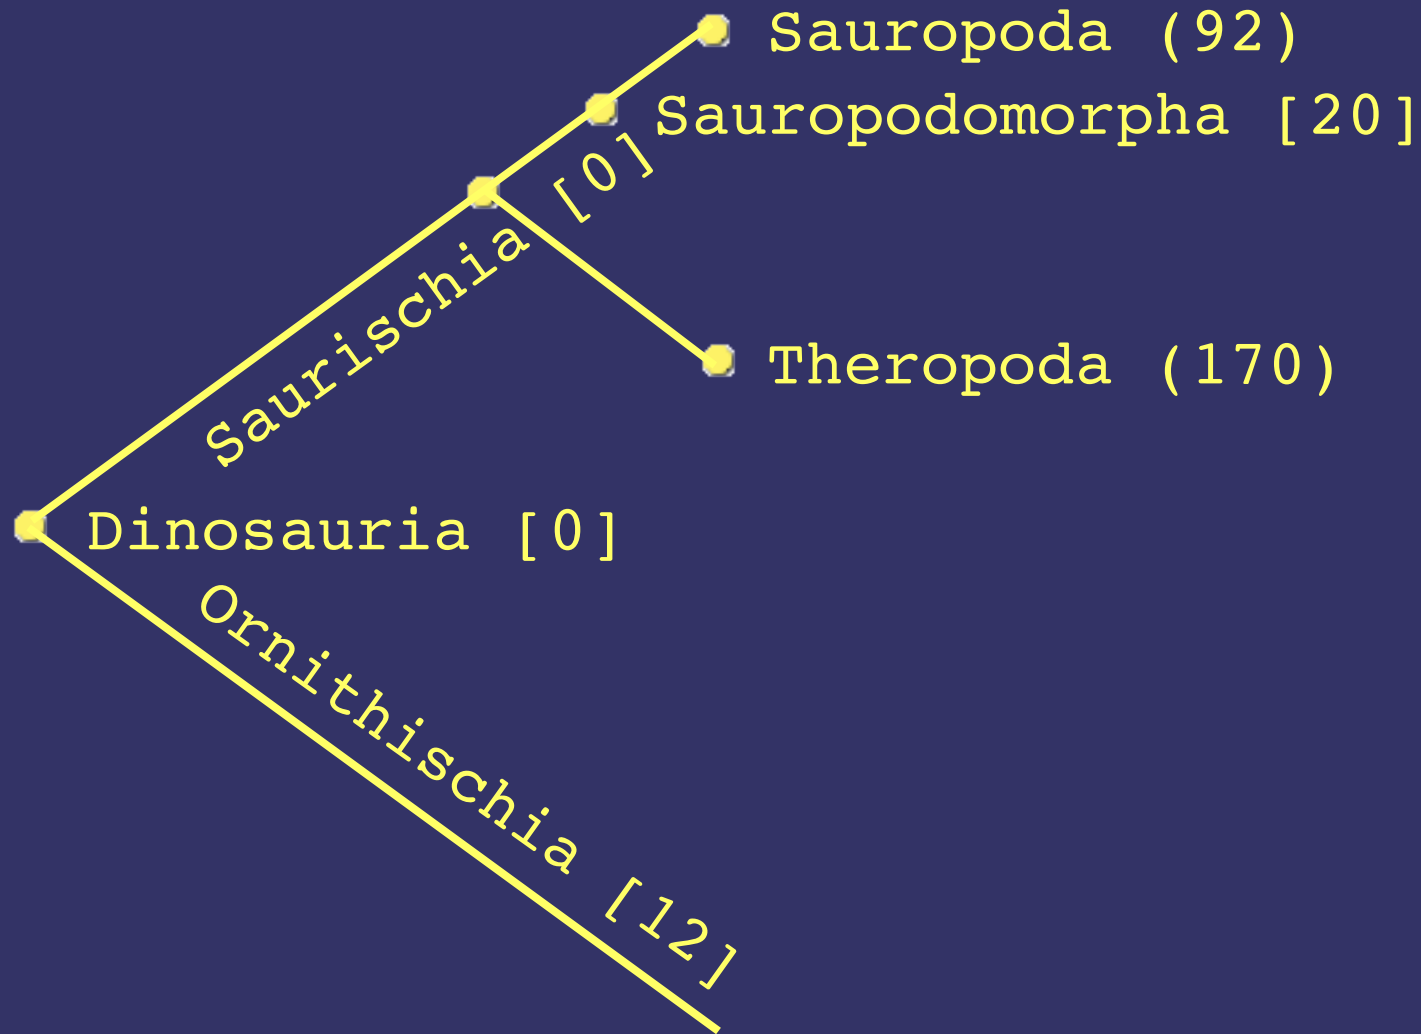 Sauropoda (92)
Sauropodomorpha [20]
Saurischia [0]
Theropoda (170)
Dinosauria [0]
Ornithischia [12]